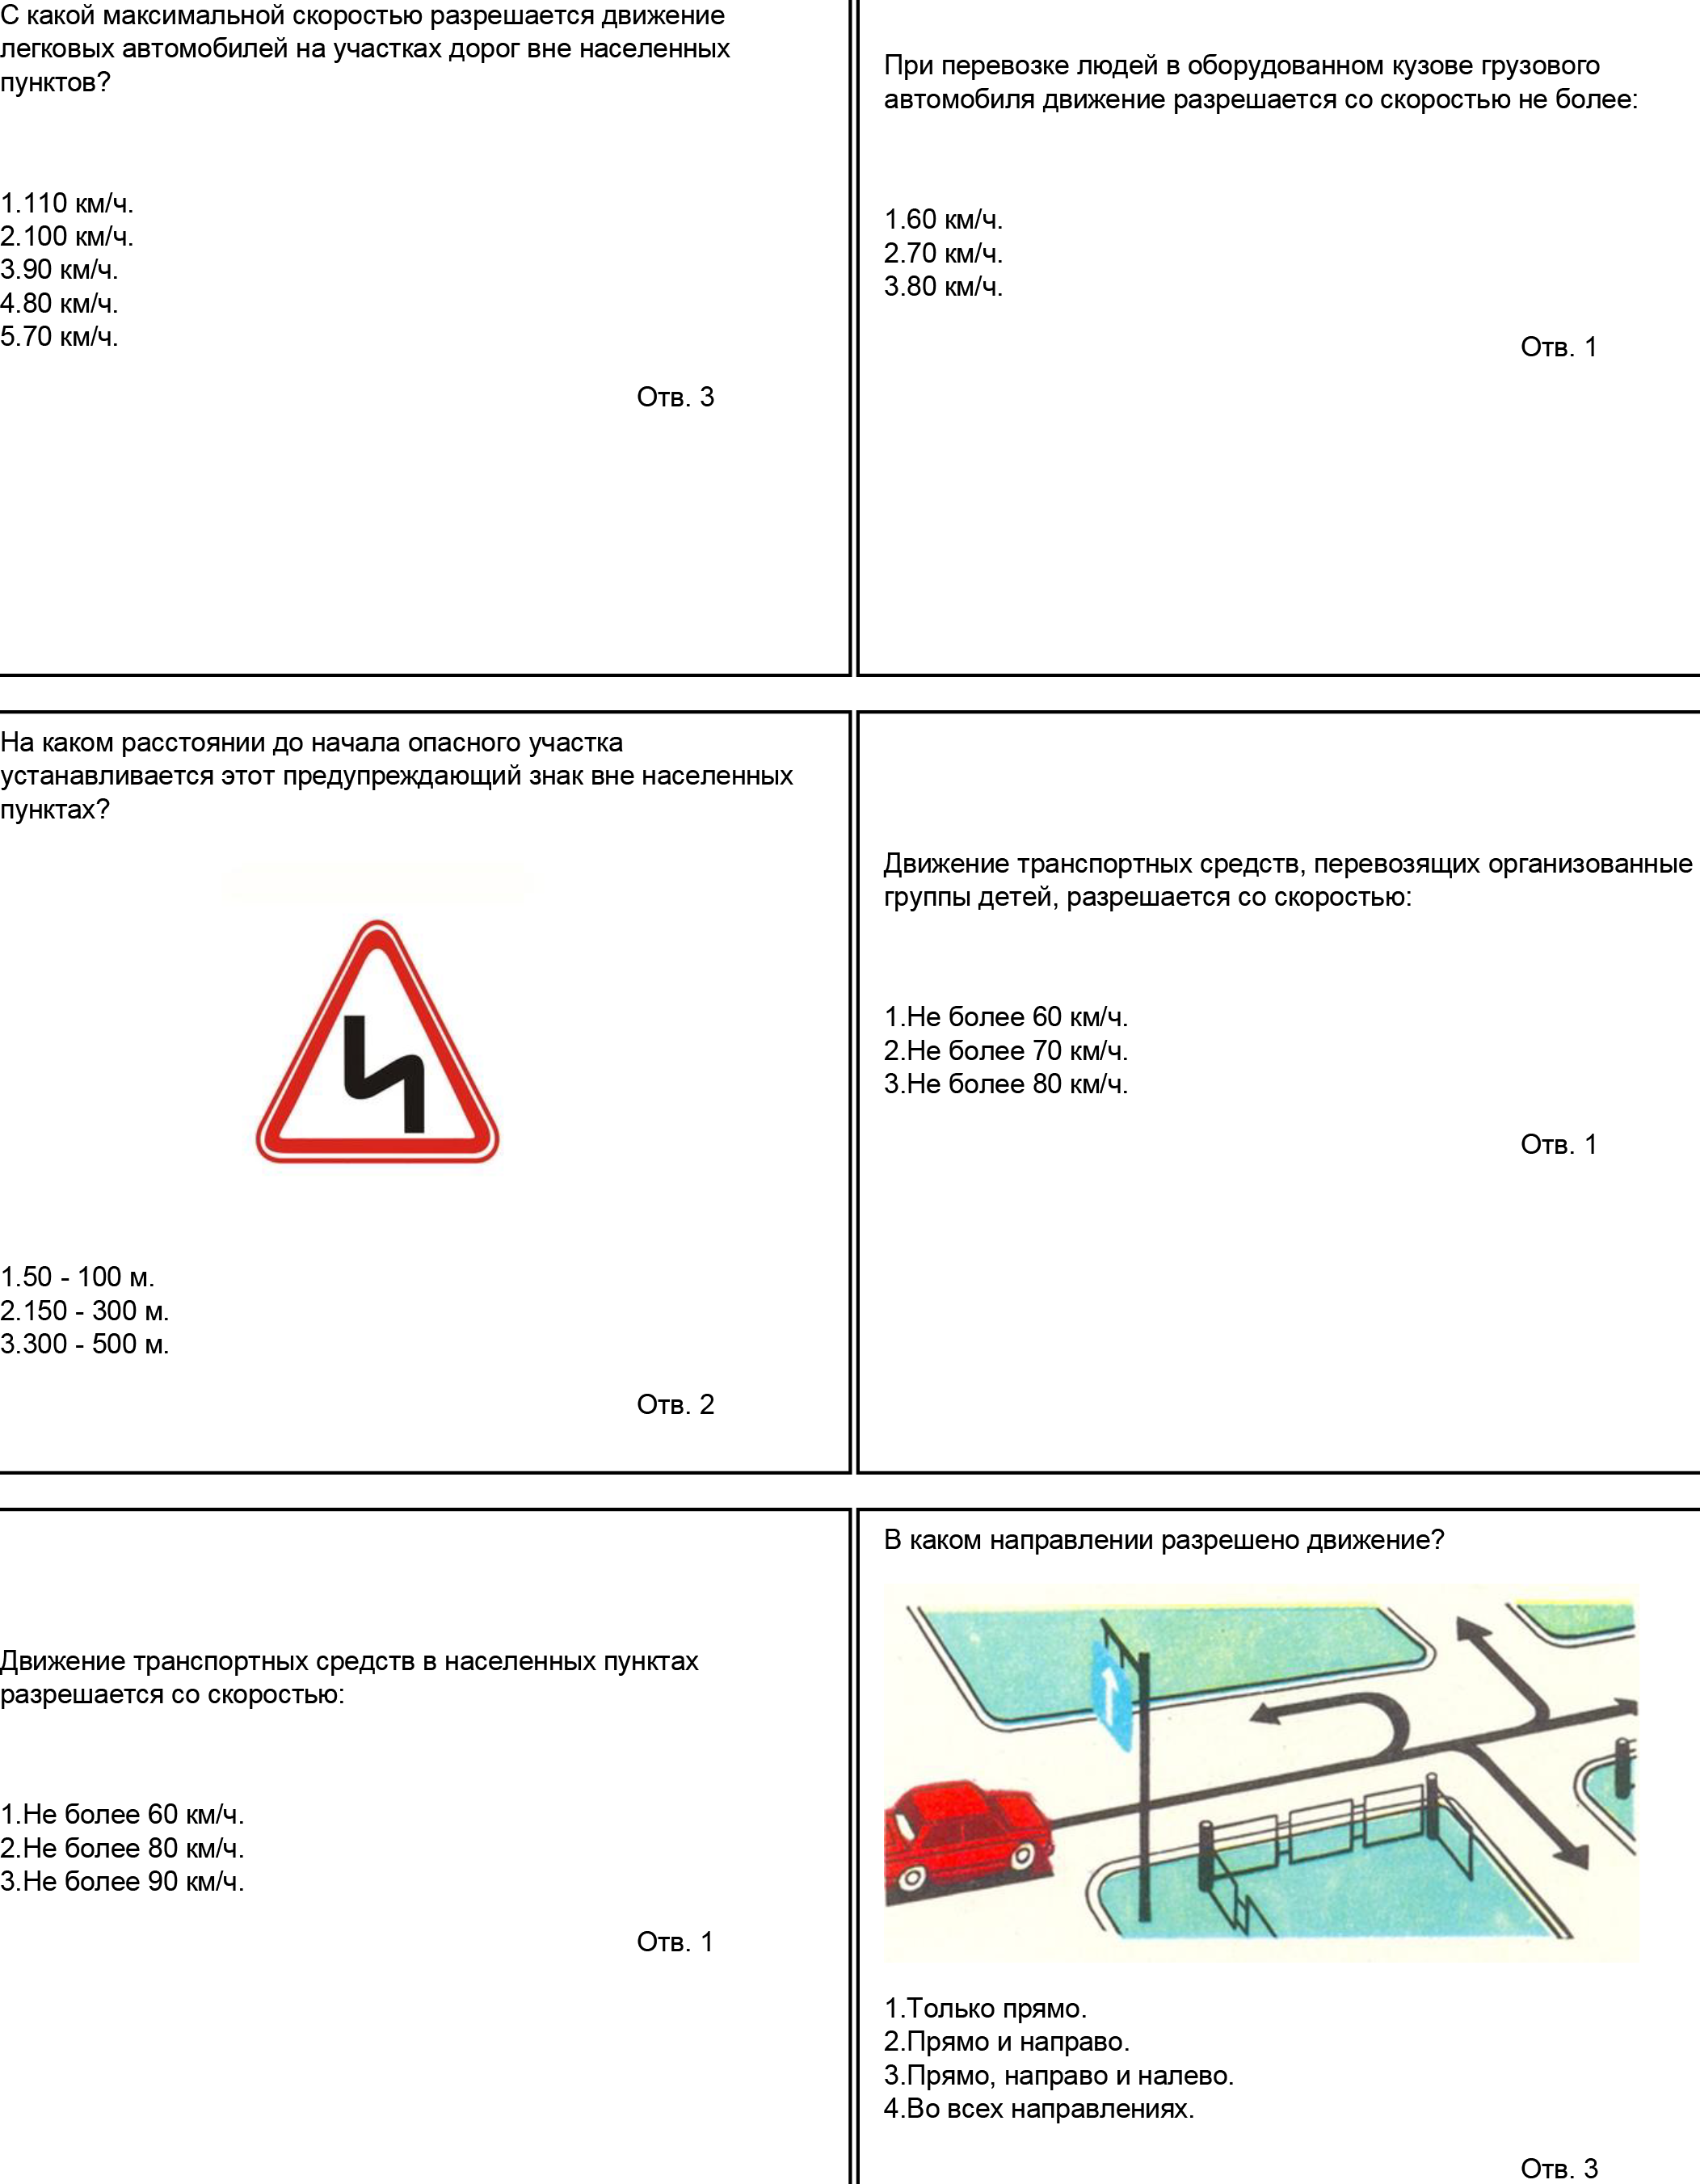 С какой максимальной скоростью разрешается движение
легковых автомобилей на участках дорог вне населенных
пунктов?
1.110 км/ч.
2.100 км/ч.
3.90 км/ч.
4.80 км/ч.
5.70 км/ч.
Отв. 3
При перевозке людей в оборудованном кузове грузового
автомобиля движение разрешается со скоростью не более:
1.60 км/ч.
2.70 км/ч.
3.80 км/ч.
Отв. 1
На каком расстоянии до начала опасного участка
устанавливается этот предупреждающий знак вне населенных
пунктах?
1.50 - 100 м.
2.150 - 300 м.
3.300 - 500 м.
Отв. 2
Движение транспортных средств, перевозящих организованные
группы детей, разрешается со скоростью:
1.Не более 60 км/ч.
2.Не более 70 км/ч.
3.Не более 80 км/ч.
Отв. 1
Движение транспортных средств в населенных пунктах
разрешается со скоростью:
1.Не более 60 км/ч.
2.Не более 80 км/ч.
3.Не более 90 км/ч.
Отв. 1
В каком направлении разрешено движение?
1.Только прямо.
2.Прямо и направо.
3.Прямо, направо и налево.
4.Во всех направлениях.
Отв. 3